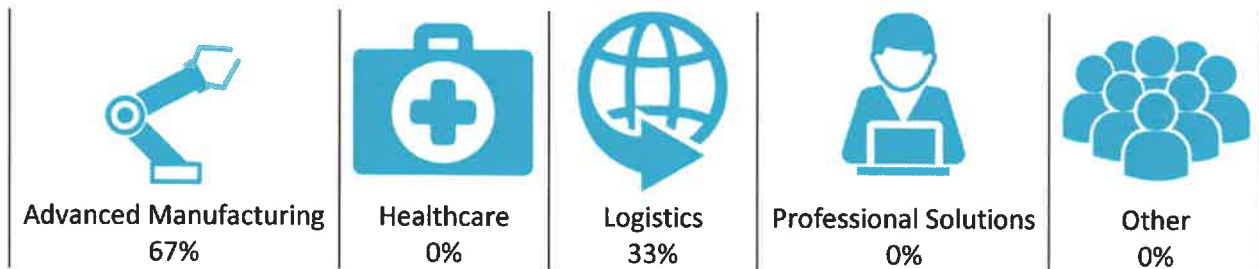 Advanced Manufacturing
67%
Healthcare
0%
Logistics
33%
Professional Solutions
0%
Other
0%